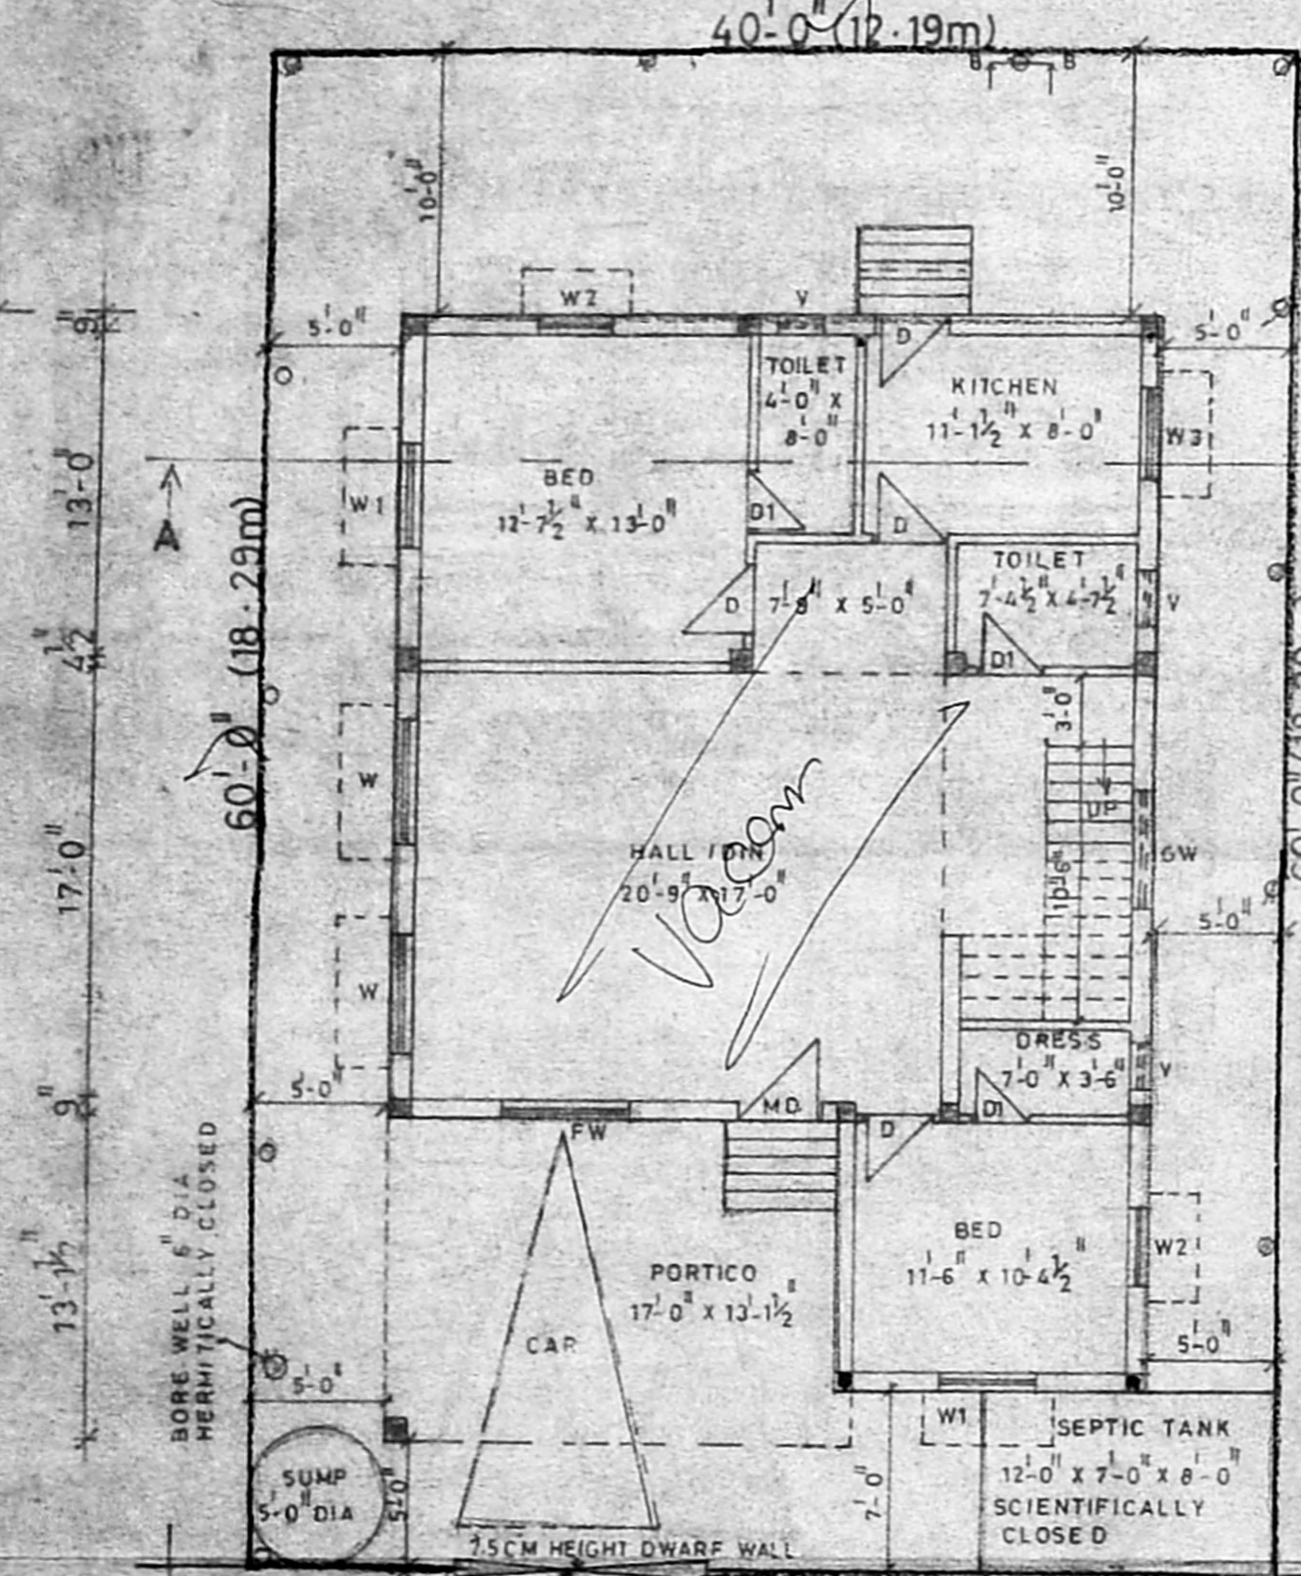 40'-0" (12.19m)
B B
10'-0"
10'-0"
W2
V
9"
5'-0"
5'-0"
D
TOILET
4'-0" X
8'-0"
KITCHEN
11'-1½" X 8'-0"
W3
13'-0"
BED
12'-7½" X 13'-0"
W1
A
D1
D
60'-0" (18.29m)
TOILET
7'-4½" X 4'-7½"
V
D
7'-9" X 5'-0"
D1
4½"
3'-0"
W
UP
17'-0"
HALL / DIN
20'-9" X 17'-0"
10'-6"
GW
5'-0"
W
DRESS
7'-0" X 3'-6"
V
5'-0"
9"
MD
D1
FW
D
BORE WELL 6" DIA
HERMITICALLY CLOSED
BED
11'-6" X 10'-4½"
W2
13'-1½"
PORTICO
17'-0" X 13'-1½"
CAR
5'-0"
5'-0"
W1
SEPTIC TANK
12'-0" X 7'-0" X 8'-0"
SCIENTIFICALLY
CLOSED
SUMP
5'-0" DIA
5'-0"
7'-0"
7.5CM HEIGHT DWARF WALL